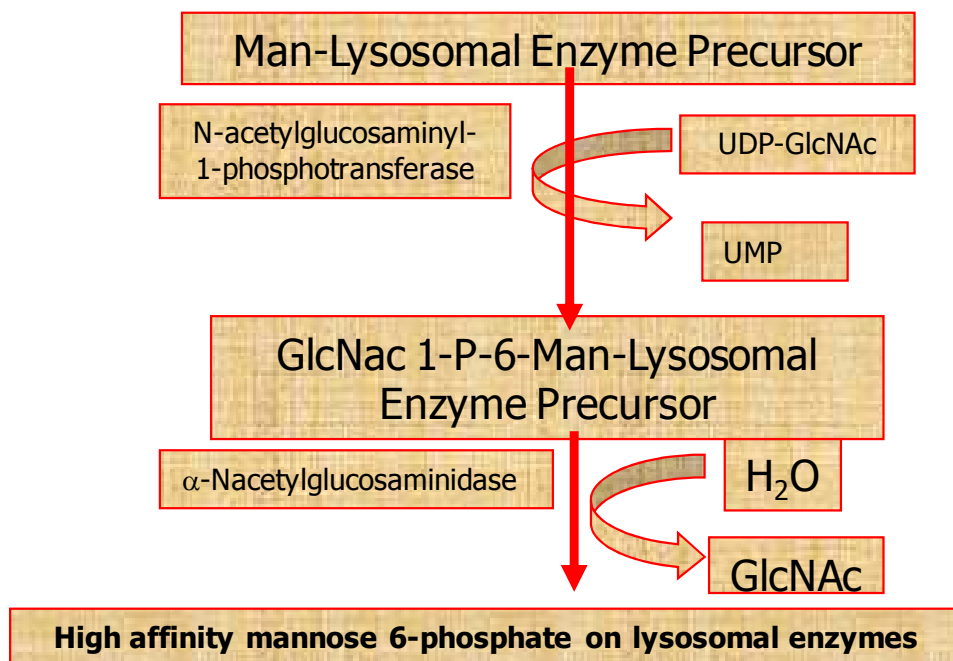 Man-Lysosomal Enzyme Precursor
N-acetylglucosaminyl-
1-phosphotransferase
UDP-GlcNAc
UMP
GlcNac 1-P-6-Man-Lysosomal
Enzyme Precursor
α-Nacetylglucosaminidase
H₂O
GlcNAc
High affinity mannose 6-phosphate on lysosomal enzymes